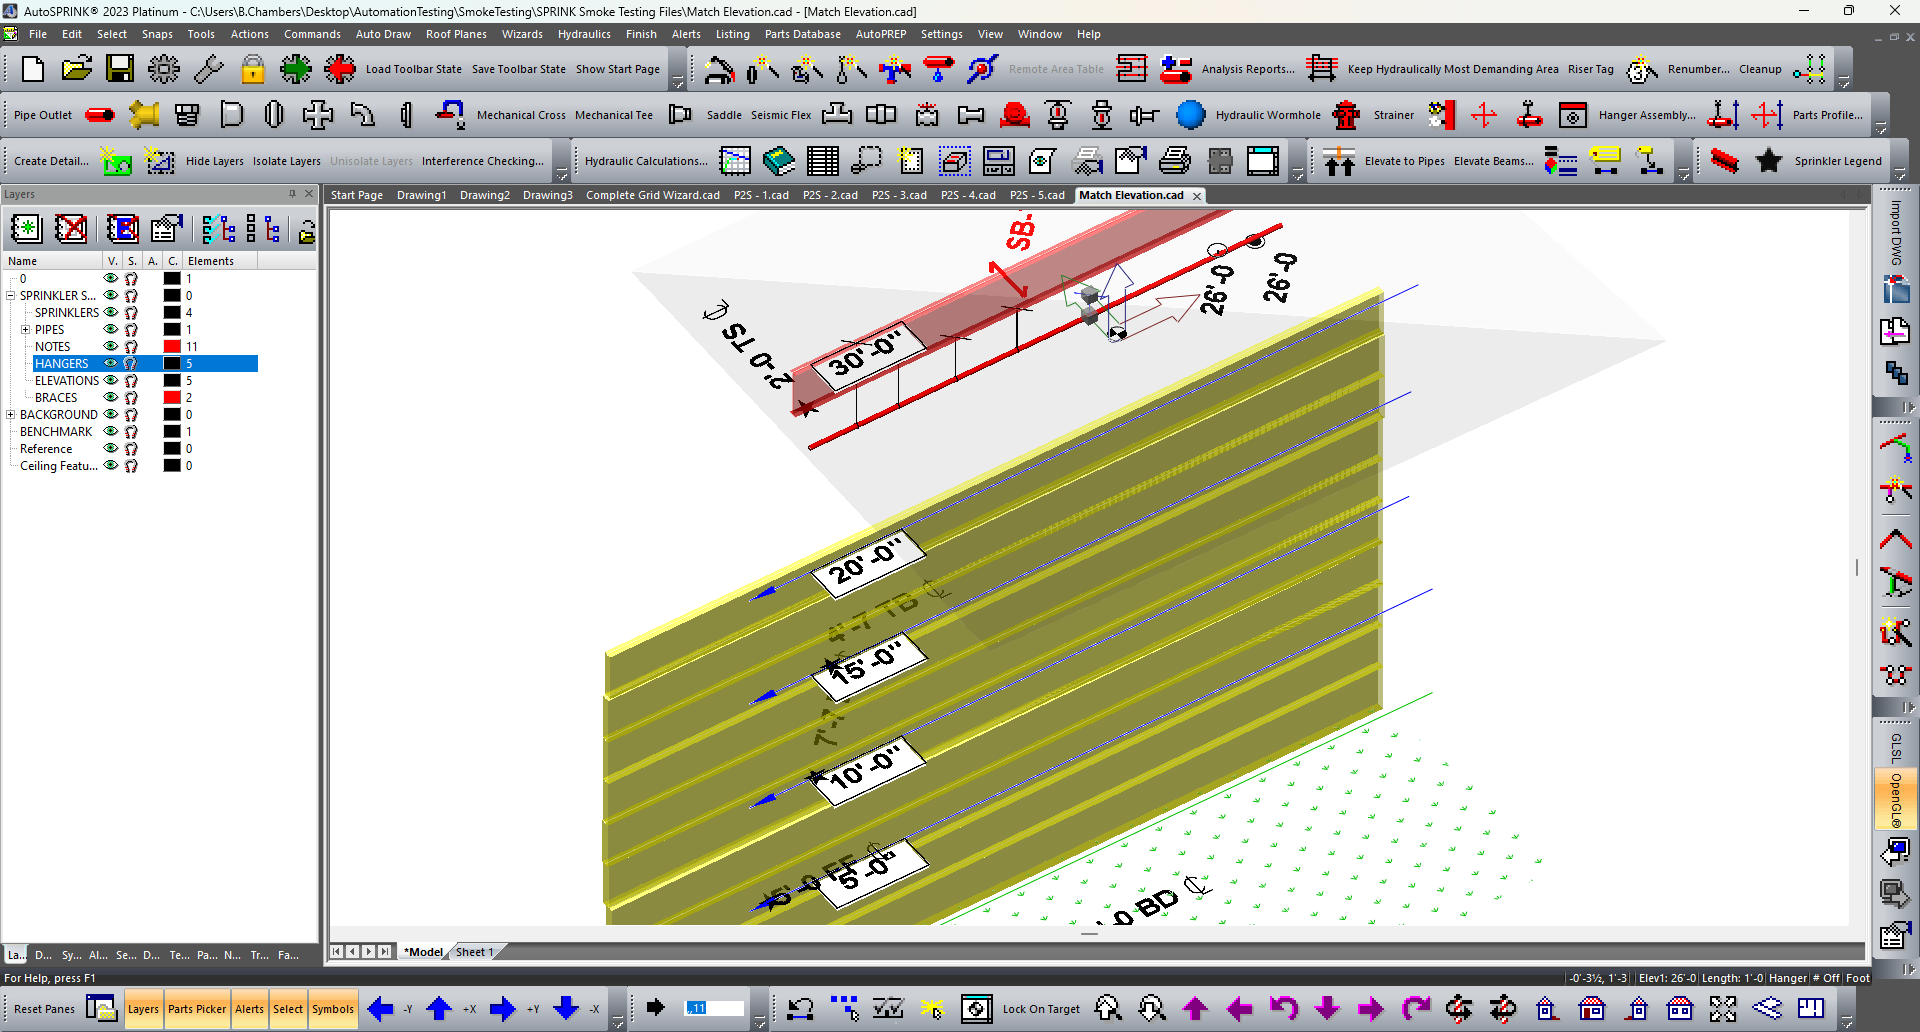 AutoSPRINK® 2023 Platinum - C:\Users\B.Chambers\Desktop\AutomationTesting\SmokeTesting\SPRINK Smoke Testing Files\Match Elevation.cad - [Match Elevation.cad]
File Edit Select Snaps Tools Actions Commands Auto Draw Roof Planes Wizards Hydraulics Finish Alerts Listing Parts Database AutoPREP Settings View Window Help
Load Toolbar State Save Toolbar State Show Start Page Remote Area Table Analysis Reports... Keep Hydraulically Most Demanding Area Riser Tag Renumber... Cleanup
Pipe Outlet Mechanical Cross Mechanical Tee Saddle Seismic Flex Hydraulic Wormhole Strainer Hanger Assembly... Parts Profile...
Create Detail... Hide Layers Isolate Layers Unisolate Layers Interference Checking... Hydraulic Calculations... Elevate to Pipes Elevate Beams... Sprinkler Legend
Layers
Start Page Drawing1 Drawing2 Drawing3 Complete Grid Wizard.cad P2S - 1.cad P2S - 2.cad P2S - 3.cad P2S - 4.cad P2S - 5.cad Match Elevation.cad
Name V. S. A. C. Elements
0 1
SPRINKLER S... 0
SPRINKLERS 4
PIPES 1
NOTES 11
HANGERS 5
ELEVATIONS 5
BRACES 2
BACKGROUND 0
BENCHMARK 1
Reference 0
Ceiling Featu... 0
SB-
1
26'-0
26'-0
2'-0 TS
30'-0"
20'-0"
4'-7 TB
15'-0"
10'-0"
5'-0 FF
5'-0"
0 BD
Import DWG
GLSL
OpenGL®
La... D... Sy... Al... Se... D... Te... Pa... N... Tr... Fa...
*Model Sheet 1
For Help, press F1
-0'-3½, 1'-3 Elev1: 26'-0 Length: 1'-0 Hanger # Off Foot
Reset Panes Layers Parts Picker Alerts Select Symbols -Y +X +Y -X ,,11 Lock On Target